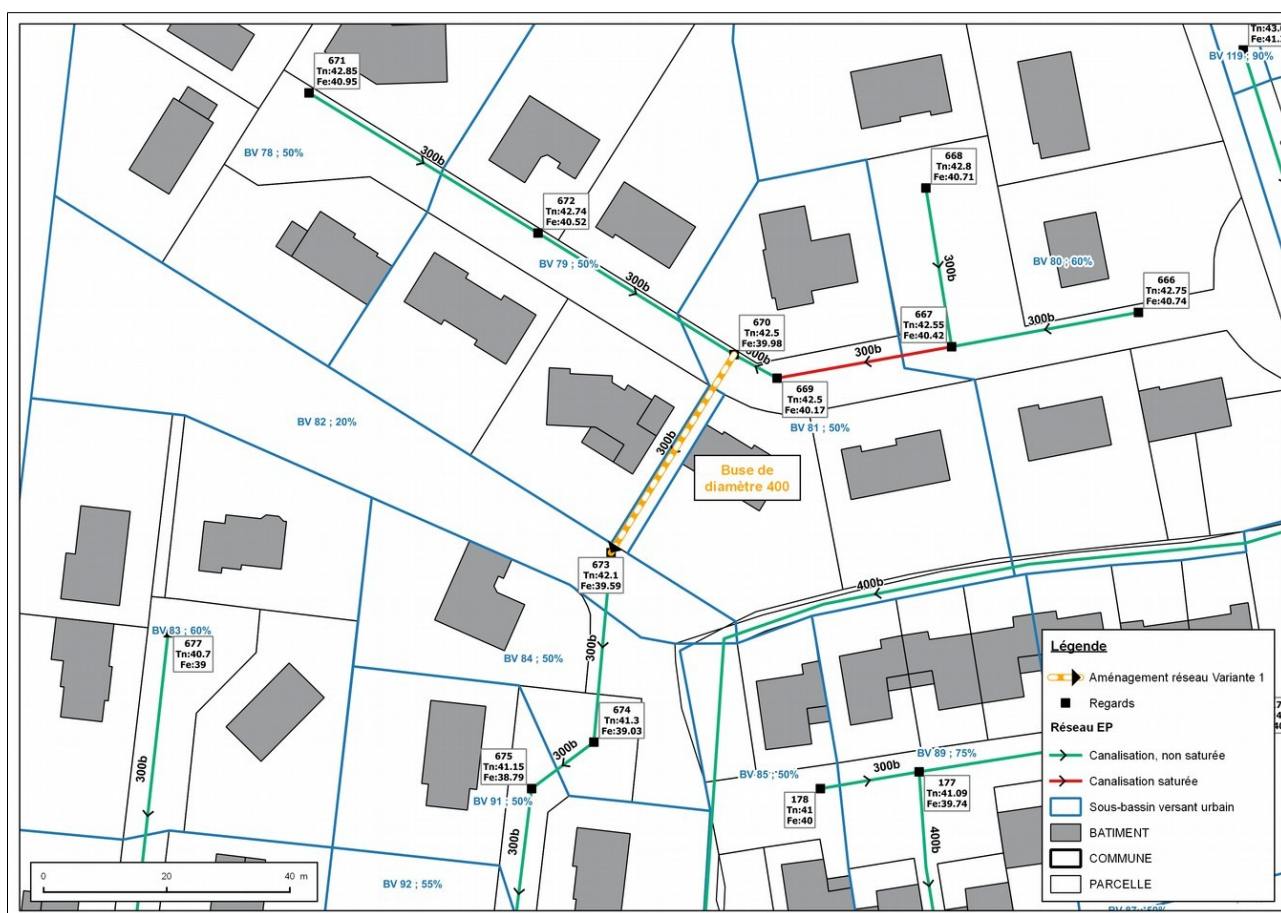 671
Tn:42.85
Fe:40.95
Tn:43.
Fe:41.
BV 119 ; 90%
BV 78 ; 50%
300b
668
Tn:42.8
Fe:40.71
672
Tn:42.74
Fe:40.52
BV 79 ; 50%
300b
300b
BV 80 ; 60%
666
Tn:42.75
Fe:40.74
670
Tn:42.5
Fe:39.98
667
Tn:42.55
Fe:40.42
300b
300b
300b
669
Tn:42.5
Fe:40.17
BV 82 ; 20%
BV 81 ; 50%
300b
Buse de
diamètre 400
673
Tn:42.1
Fe:39.59
400b
BV 83 ; 60%
677
Tn:40.7
Fe:39
BV 84 ; 50%
300b
674
Tn:41.3
Fe:39.03
675
Tn:41.15
Fe:38.79
300b
BV 91 ; 50%
300b
300b
BV 85 ; 50%
178
Tn:41
Fe:40
300b
BV 89 ; 75%
177
Tn:41.09
Fe:39.74
400b
BV 92 ; 55%
0 20 40 m
Légende
Aménagement réseau Variante 1
Regards
Réseau EP
Canalisation, non saturée
Canalisation saturée
Sous-bassin versant urbain
BATIMENT
COMMUNE
PARCELLE